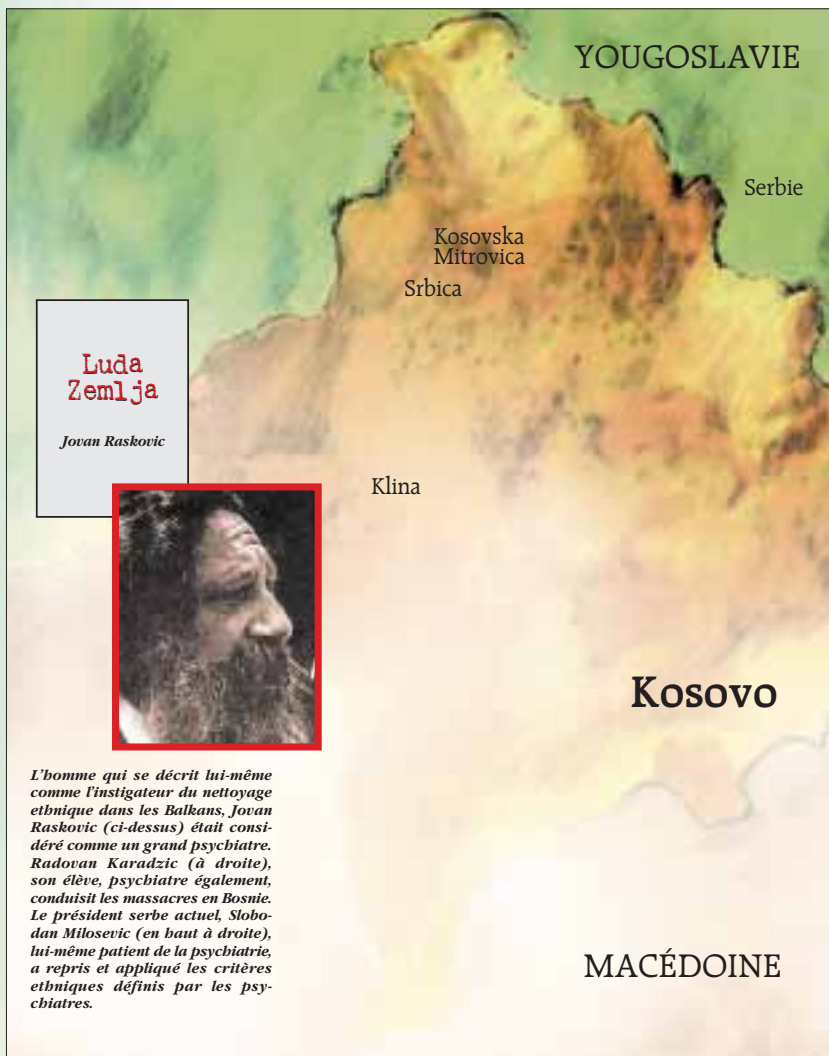 YOUGOSLAVIE
Serbie
Kosovska
Mitrovica
Srbica
Luda
Zemlja
Jovan Raskovic
Klina
Kosovo
L'homme qui se décrit lui-même
comme l'instigateur du nettoyage
ethnique dans les Balkans, Jovan
Raskovic (ci-dessus) était consi-
déré comme un grand psychiatre.
Radovan Karadzic (à droite),
son élève, psychiatre également,
conduisit les massacres en Bosnie.
Le président serbe actuel, Slobo-
dan Milosevic (en haut à droite),
lui-même patient de la psychiatrie,
a repris et appliqué les critères
ethniques définis par les psy-
chiatres.
MACÉDOINE